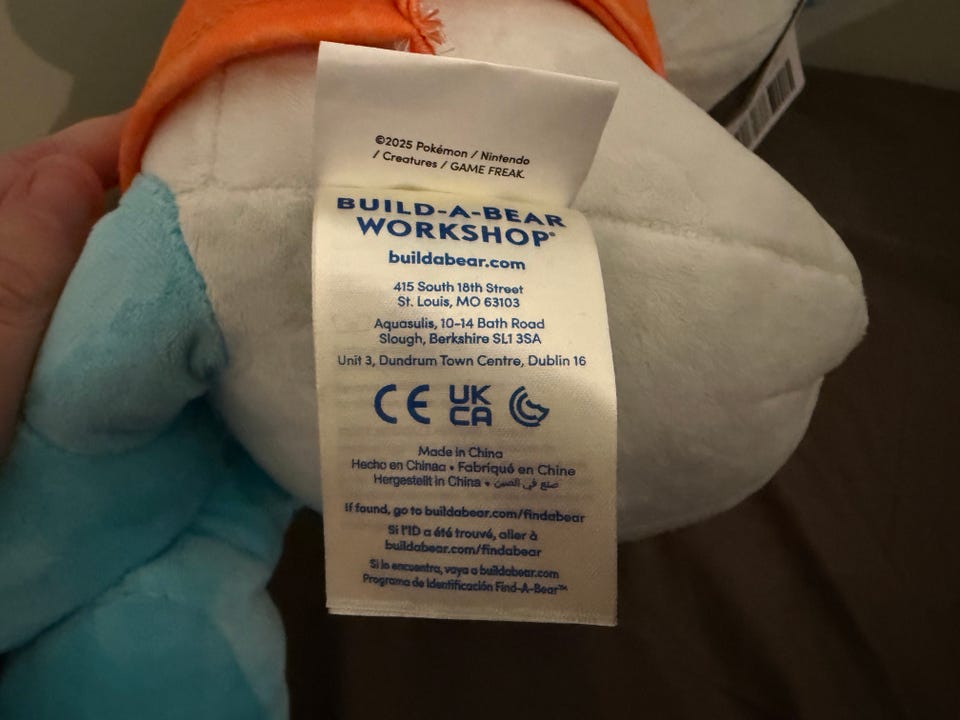 ©2025 Pokémon / Nintendo
/ Creatures / GAME FREAK.
BUILD-A-BEAR
WORKSHOP®
buildabear.com
415 South 18th Street
St. Louis, MO 63103
Aquasulis, 10-14 Bath Road
Slough, Berkshire SL1 3SA
Unit 3, Dundrum Town Centre, Dublin 16
CE UK
CA
Made in China
Hecho en Chinaa • Fabriqué en Chine
Hergestellt in China • صنع في الصين
If found, go to buildabear.com/findabear
Si l'ID a été trouvé, aller à
buildabear.com/findabear
Si lo encuentra, vaya a buildabear.com
Programa de Identificación Find-A-Bear™